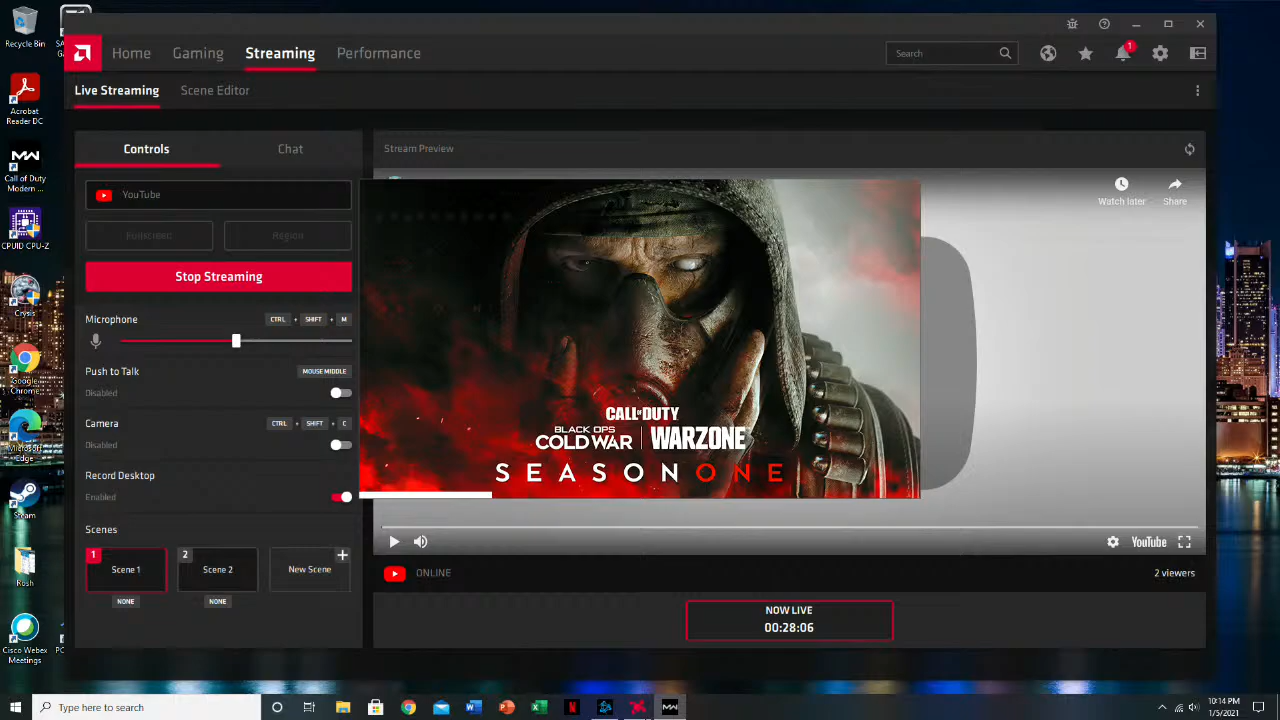 Recycle Bin
Home
Gaming
Streaming
Performance
Search
1
Live Streaming
Scene Editor
Acrobat
Reader DC
Controls
Chat
Stream Preview
Call of Duty
Modern ...
YouTube
Watch later
Share
Fullscreen
Region
CPUID CPU-Z
Stop Streaming
Crysis
Microphone
CTRL + SHIFT + M
Push to Talk
MOUSE MIDDLE
Disabled
Google
Chrome
Camera
CTRL + SHIFT + C
Disabled
Microsoft
Edge
CALL OF DUTY
BLACK OPS
COLD WAR | WARZONE
SEASON ONE
Record Desktop
Enabled
Steam
Scenes
YouTube
1
Scene 1
2
Scene 2
New Scene
+
NONE
NONE
Rosh
ONLINE
2 viewers
NOW LIVE
00:28:06
Cisco Webex
Meetings
Type here to search
10:14 PM
1/5/2021